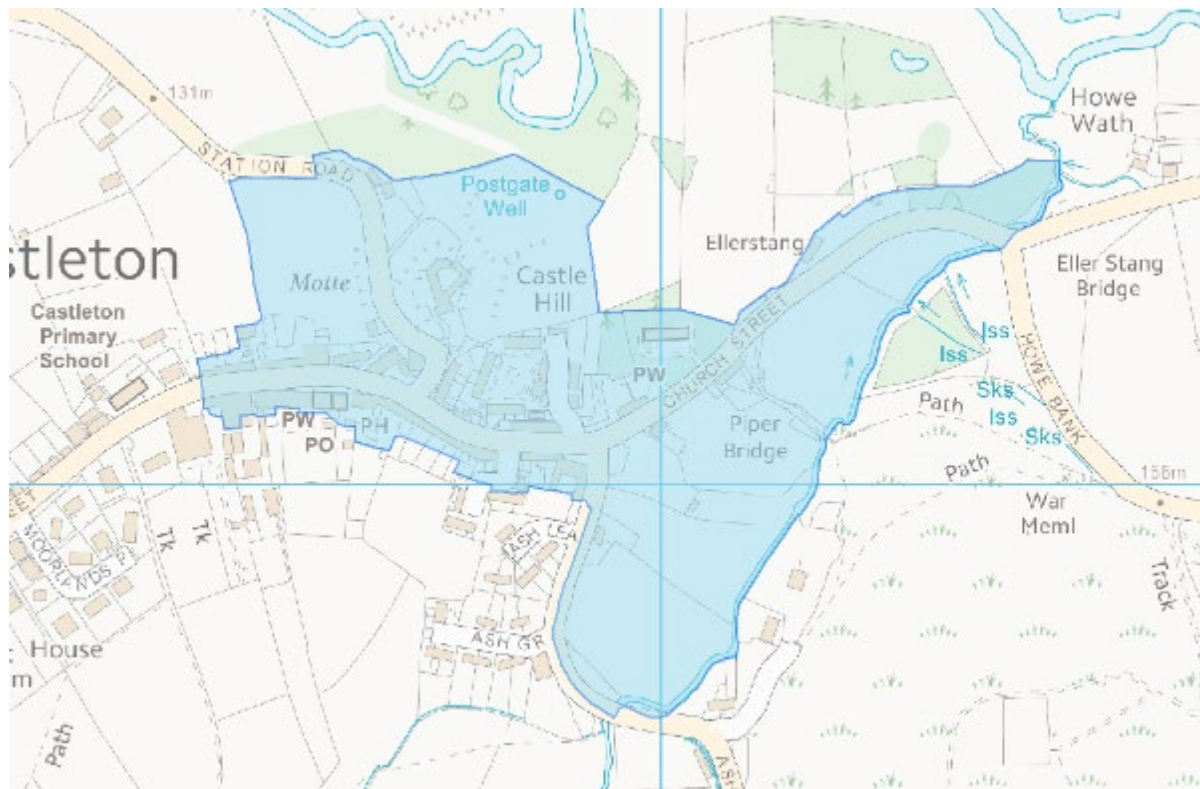 131m
STATION ROAD
Howe
Wath
Postgate
Well
Ellerstang
stleton
Motte
Castle
Hill
Eller Stang
Bridge
Castleton
Primary
School
Iss
Iss
HOWE BANK
CHURCH STREET
PW
Sks
Path
Iss
Sks
PW
PH
PO
Piper
Bridge
Path
156m
War
Meml
ASH LEA
Tk
Tk
Track
ASH GR
House
m
Path
ASH